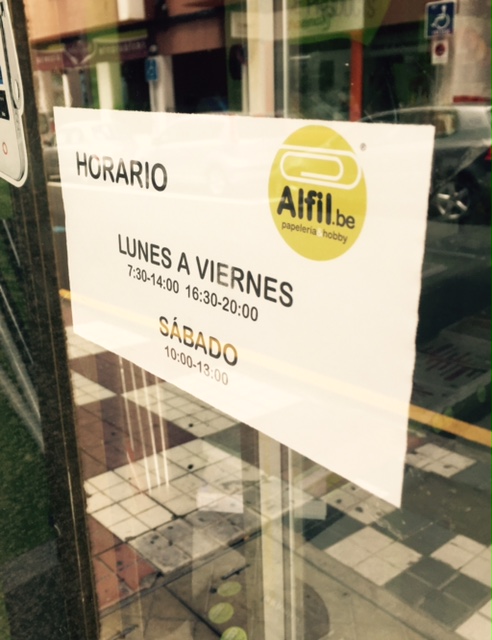 HORARIO
Alfil.be
papelería&hobby
LUNES A VIERNES
7:30-14:00 16:30-20:00
SÁBADO
10:00-13:00